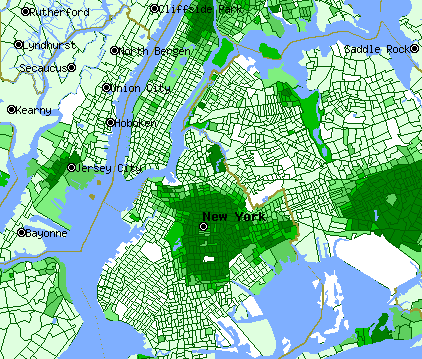 Rutherford
Cliffside Park
Lyndhurst
North Bergen
Saddle Rock
Secaucus
Union City
Kearny
Hoboken
Jersey City
New York
Bayonne